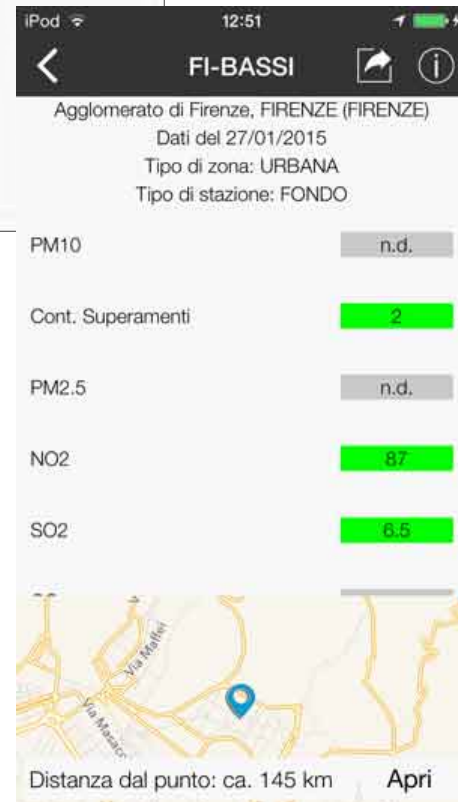 iPod 12:51
FI-BASSI
Agglomerato di Firenze, FIRENZE (FIRENZE)
Dati del 27/01/2015
Tipo di zona: URBANA
Tipo di stazione: FONDO
PM10 n.d.
Cont. Superamenti 2
PM2.5 n.d.
NO2 87
SO2 6.5
Via Maffei
Via Masacc
Distanza dal punto: ca. 145 km Apri